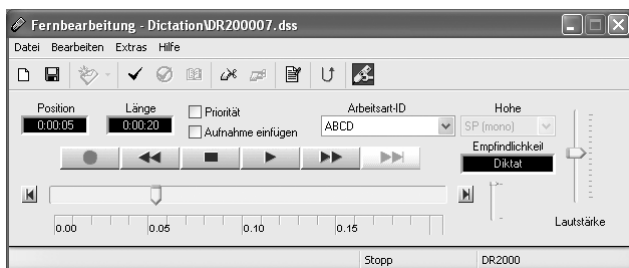 Fernbearbeitung - Dictation\DR200007.dss
Datei Bearbeiten Extras Hilfe
Position Länge Priorität Arbeitsart-ID Hohe
0:00:05 0:00:20 Aufnahme einfügen ABCD SP (mono)
Empfindlichkeit
Diktat
0.00 0.05 0.10 0.15 Lautstärke
Stopp DR2000